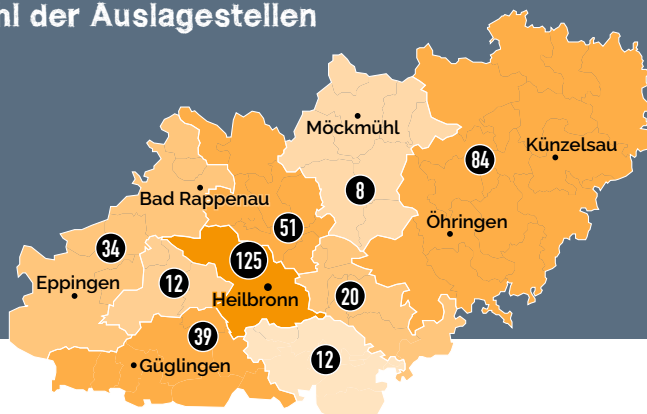 der Auslagestellen
Möckmühl
Künzelsau
84
8
Bad Rappenau
Öhringen
51
34
125
12
Eppingen
Heilbronn
20
39
12
Güglingen